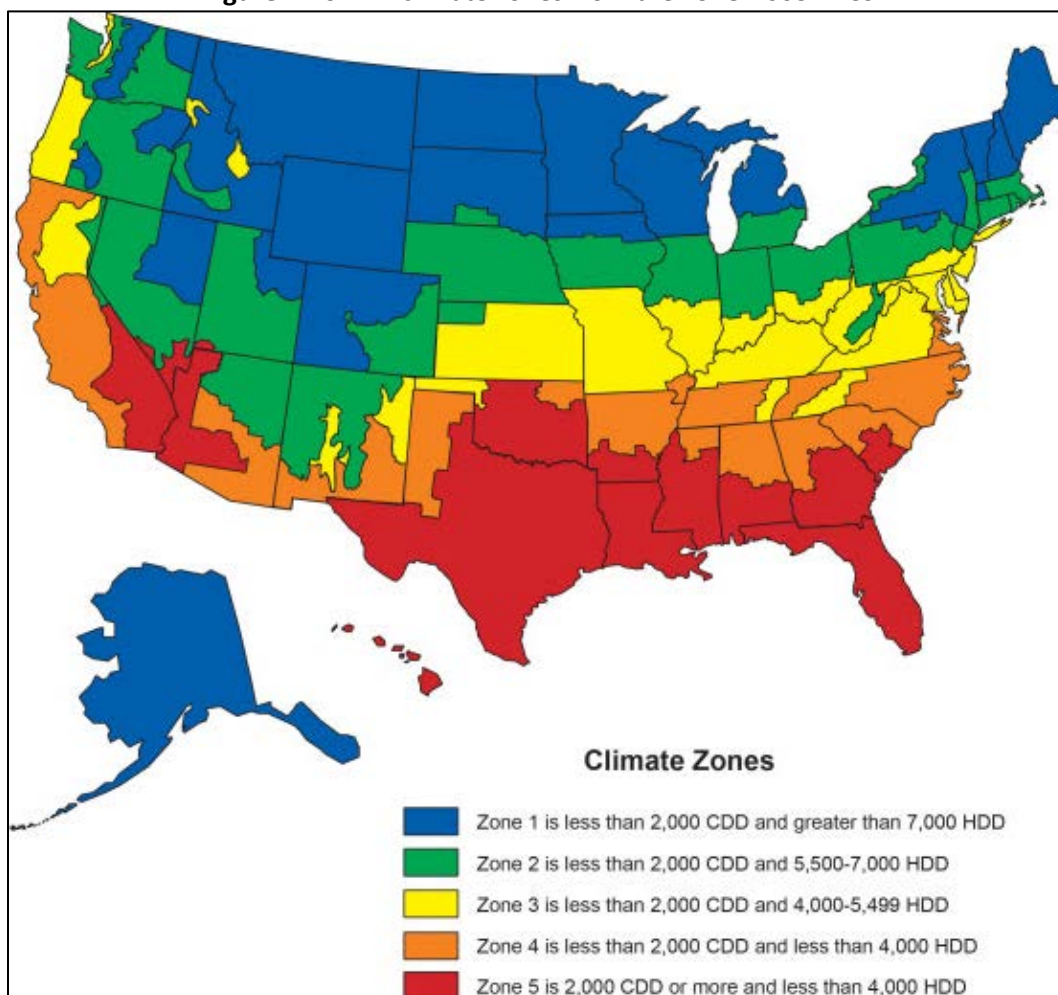 Climate Zones
Zone 1 is less than 2,000 CDD and greater than 7,000 HDD
Zone 2 is less than 2,000 CDD and 5,500-7,000 HDD
Zone 3 is less than 2,000 CDD and 4,000-5,499 HDD
Zone 4 is less than 2,000 CDD and less than 4,000 HDD
Zone 5 is 2,000 CDD or more and less than 4,000 HDD